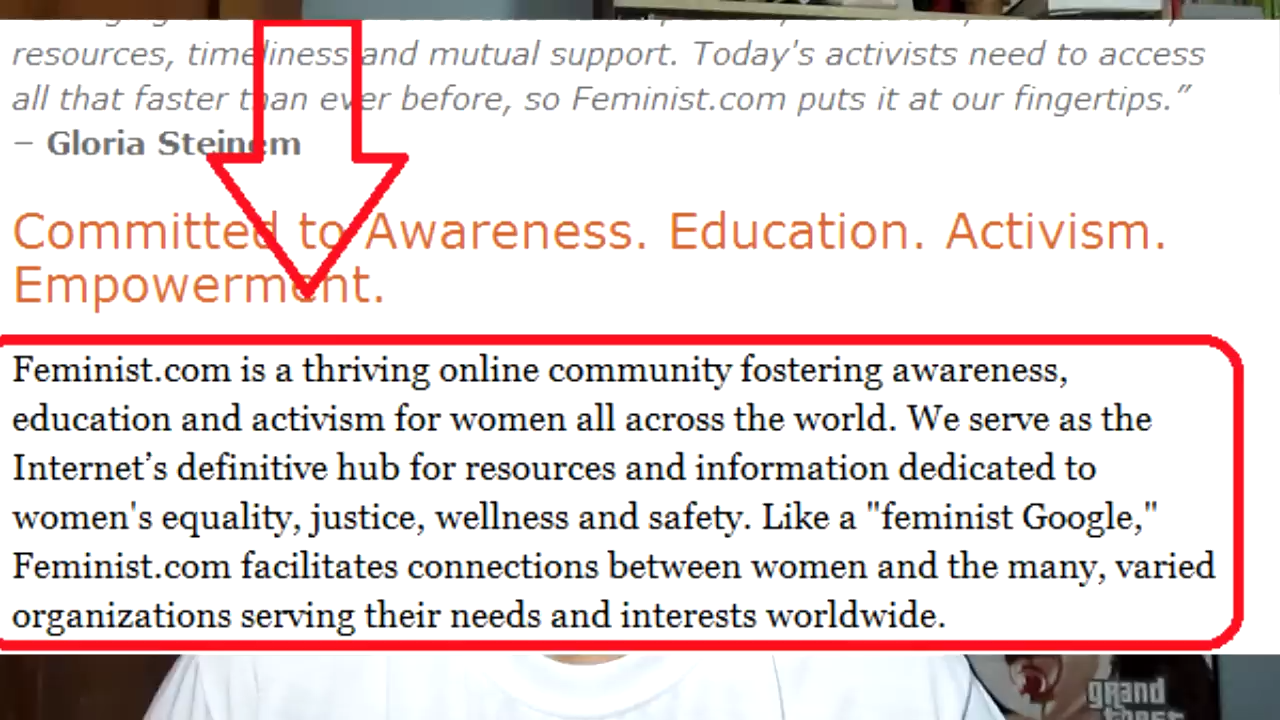 resources, timeliness and mutual support. Today's activists need to access
all that faster than ever before, so Feminist.com puts it at our fingertips.”
– Gloria Steinem
Committed to Awareness. Education. Activism.
Empowerment.
Feminist.com is a thriving online community fostering awareness,
education and activism for women all across the world. We serve as the
Internet’s definitive hub for resources and information dedicated to
women's equality, justice, wellness and safety. Like a "feminist Google,"
Feminist.com facilitates connections between women and the many, varied
organizations serving their needs and interests worldwide.
grand
theft